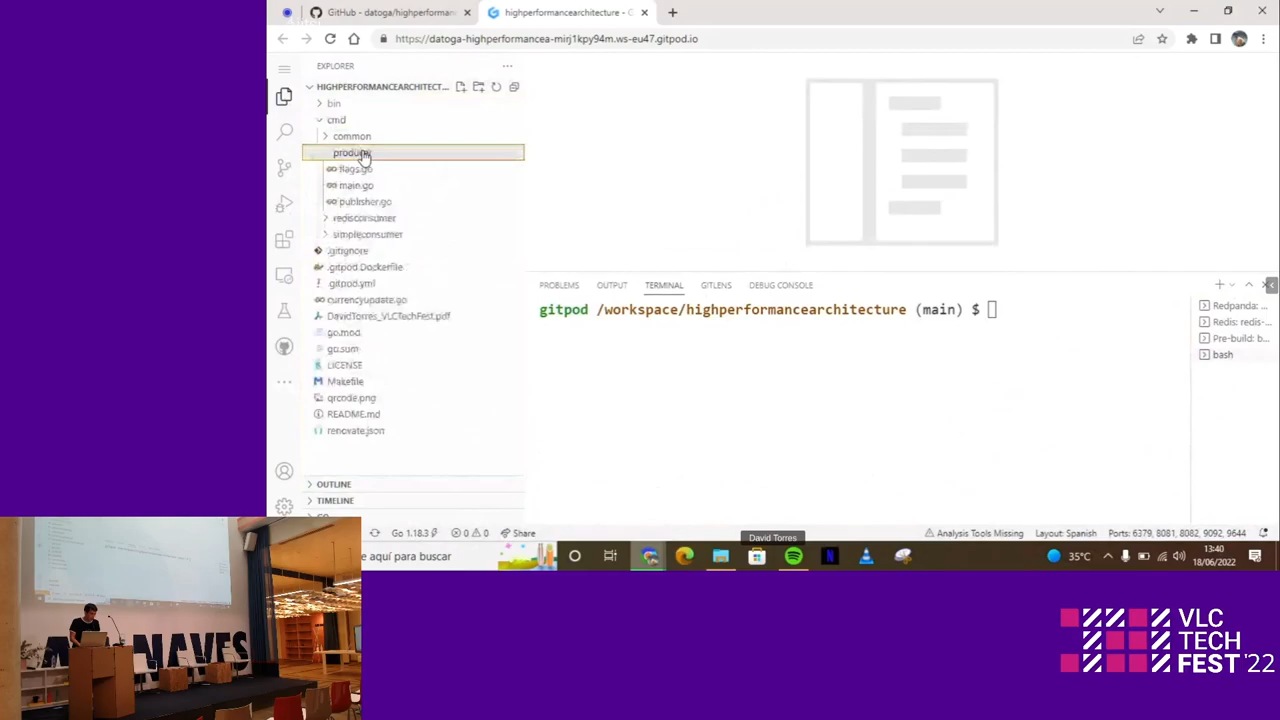 GitHub - datoga/highperforman
highperformancearchitecture - G
https://datoga-highperformancea-mirj1kpy94m.ws-eu47.gitpod.io
EXPLORER
HIGHPERFORMANCEARCHITECT...
bin
cmd
common
flags.go
main.go
publisher.go
redisconsumer
simpleconsumer
.gitignore
.gitpod.Dockerfile
.gitpod.yml
currencyupdate.go
DavidTorres_VLCTechFest.pdf
go.mod
go.sum
LICENSE
Makefile
qrcode.png
README.md
renovate.json
OUTLINE
TIMELINE
PROBLEMS OUTPUT TERMINAL GITLENS DEBUG CONSOLE
gitpod /workspace/highperformancearchitecture (main) $
Redpanda: ...
Redis: redis-...
Pre-build: b...
bash
Go 1.18.3 0 0 Share
Analysis Tools Missing Layout: Spanish Ports: 6379, 8081, 8082, 9092, 9644
David Torres
e aquí para buscar
35°C
13:40
18/06/2022
NAVES
VLC
TECH
FEST '22